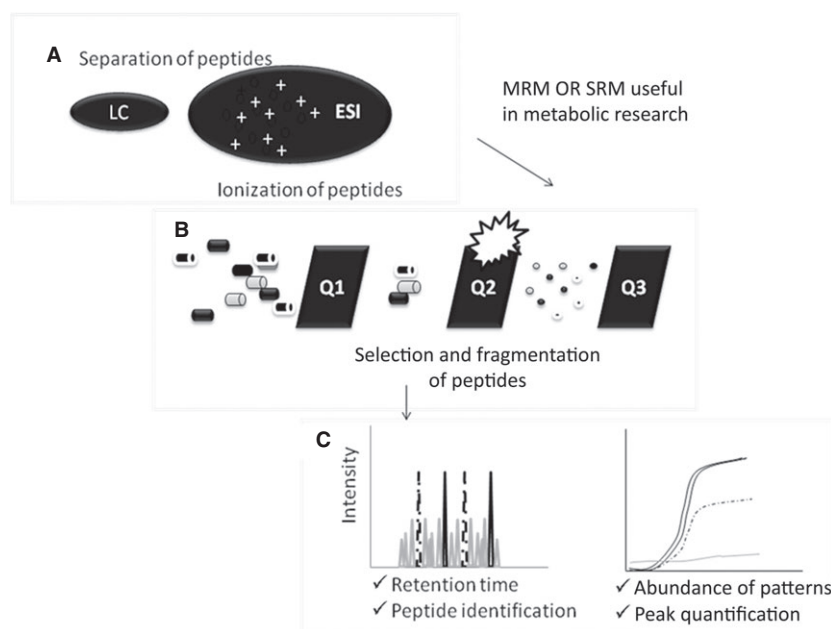 A
Separation of peptides
LC
ESI
Ionization of peptides
MRM OR SRM useful
in metabolic research
B
Q1
Q2
Q3
Selection and fragmentation
of peptides
C
Intensity
✓ Retention time
✓ Peptide identification
✓ Abundance of patterns
✓ Peak quantification